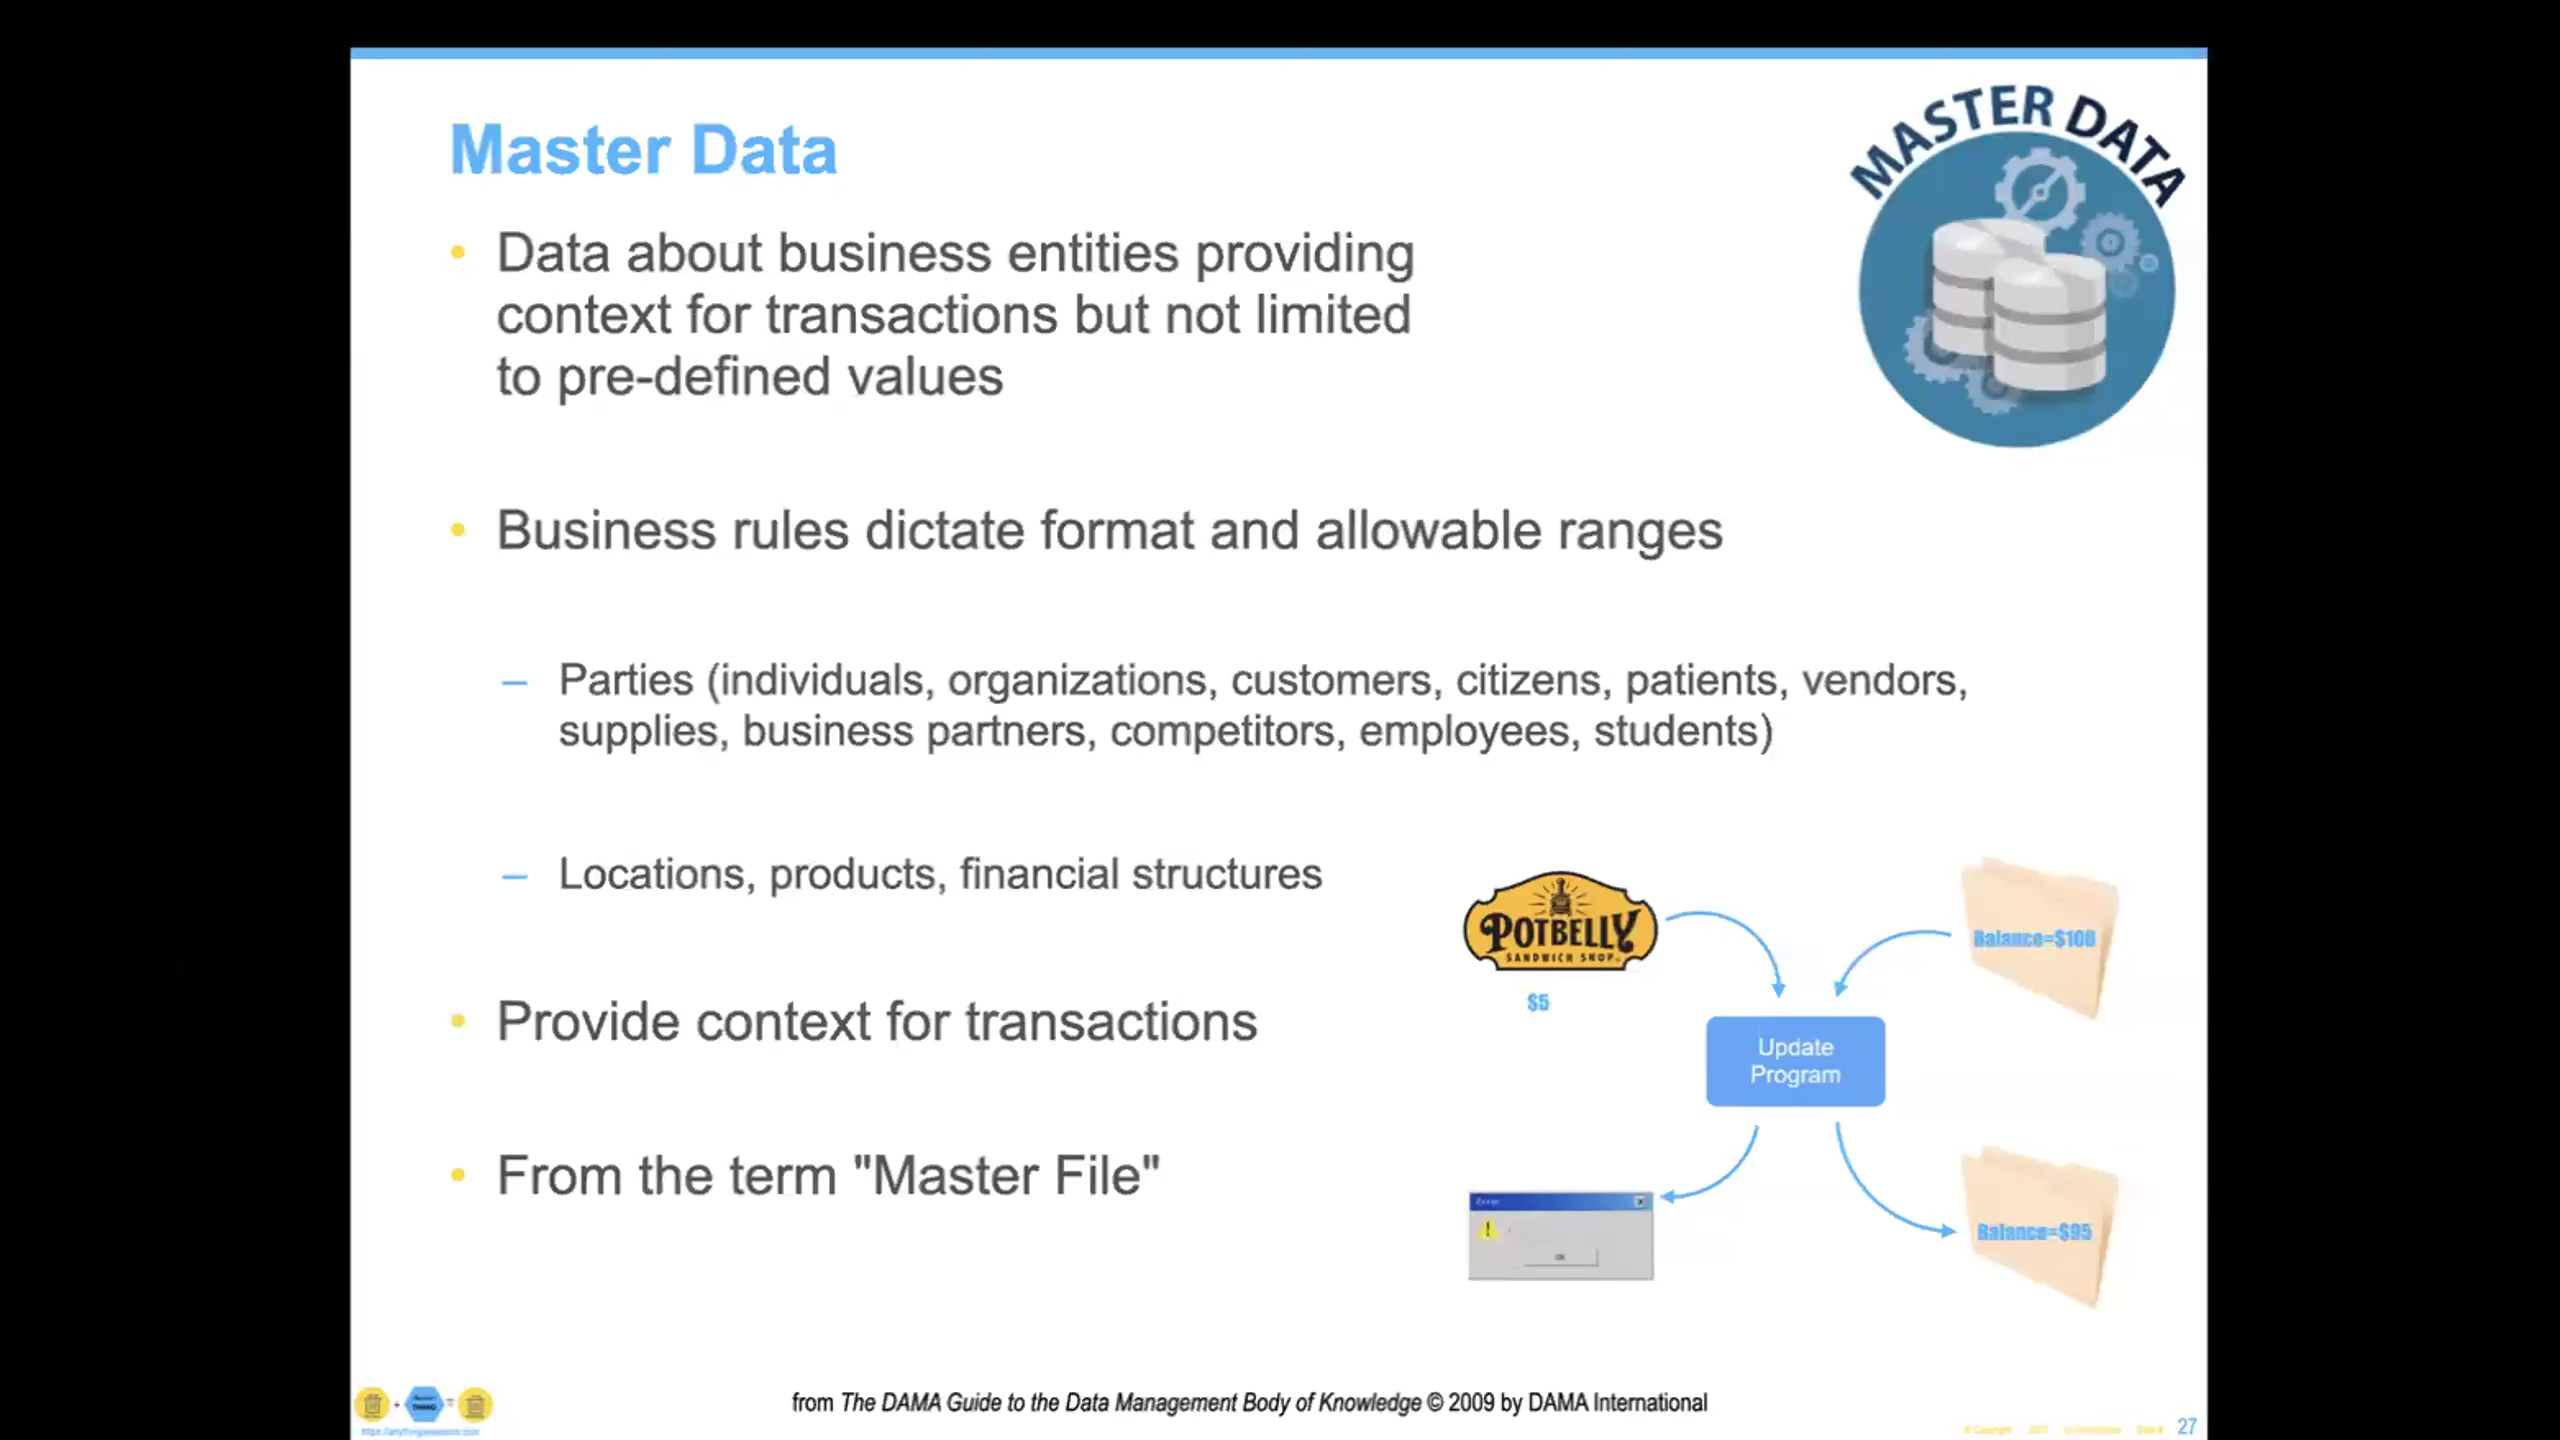 MASTER DATA
Master Data
• Data about business entities providing
context for transactions but not limited
to pre-defined values
• Business rules dictate format and allowable ranges
– Parties (individuals, organizations, customers, citizens, patients, vendors,
supplies, business partners, competitors, employees, students)
– Locations, products, financial structures
• Provide context for transactions
• From the term "Master File"
POTBELLY
SANDWICH SHOP
$5
Balance=$100
Update
Program
Error
OK
Balance=$95
from The DAMA Guide to the Data Management Body of Knowledge © 2009 by DAMA International
27